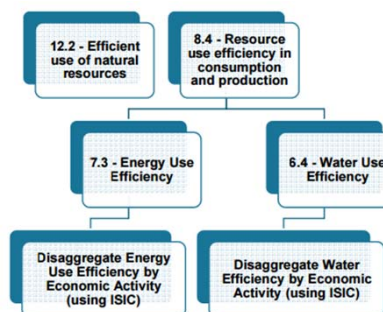 12.2 - Efficient
use of natural
resources
8.4 - Resource
use efficiency in
consumption
and production
7.3 - Energy Use
Efficiency
6.4 - Water Use
Efficiency
Disaggregate Energy
Use Efficiency by
Economic Activity
(using ISIC)
Disaggregate Water
Efficiency by Economic
Activity (using ISIC)